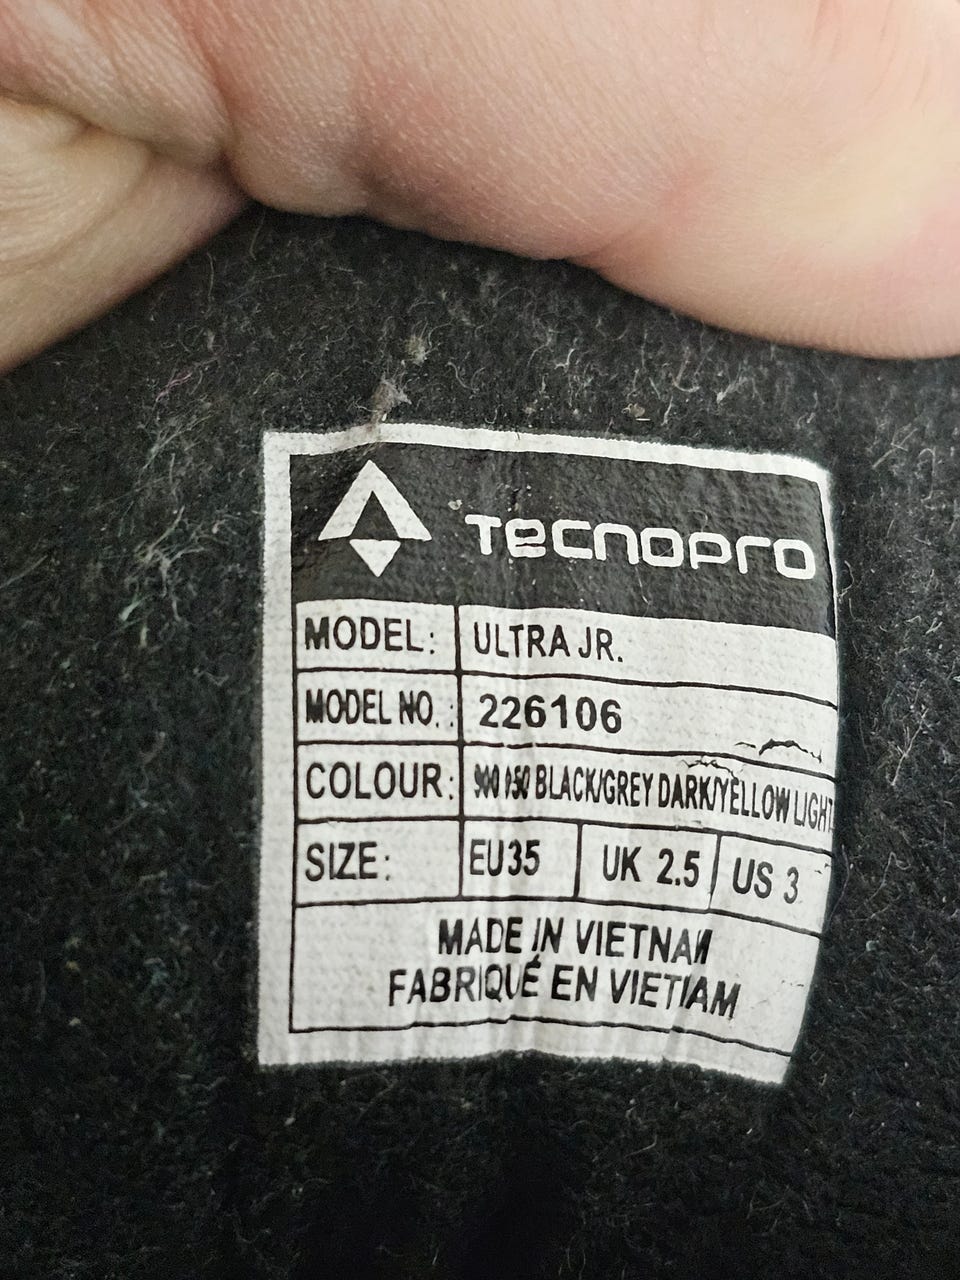 TECNOPRO
MODEL: ULTRA JR.
MODEL NO.: 226106
COLOUR: 900 050 BLACK/GREY DARK/YELLOW LIGHT
SIZE: EU35 UK 2.5 US 3
MADE IN VIETNAM
FABRIQUÉ EN VIETNAM